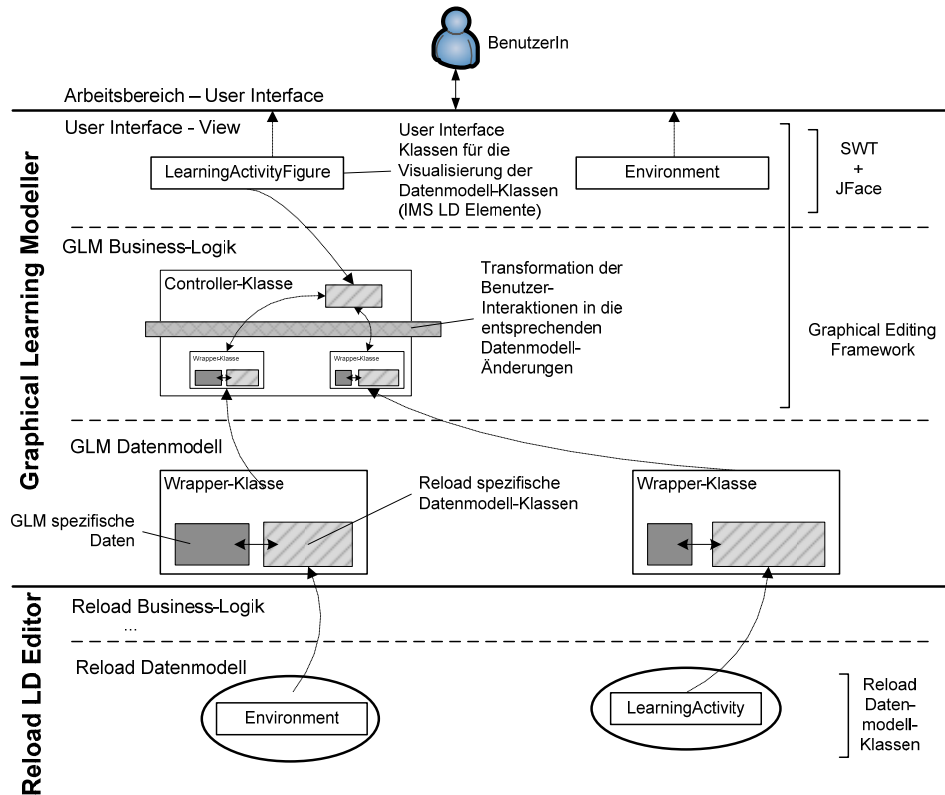 BenutzerIn
Arbeitsbereich – User Interface
User Interface - View
LearningActivityFigure
User Interface
Klassen für die
Visualisierung der
Datenmodell-Klassen
(IMS LD Elemente)
Environment
SWT
+
JFace
Graphical Learning Modeller
GLM Business-Logik
Controller-Klasse
Transformation der
Benutzer-
Interaktionen in die
entsprechenden
Datenmodell-
Änderungen
Graphical Editing
Framework
Wrapper-Klasse
Wrapper-Klasse
GLM Datenmodell
Wrapper-Klasse
Reload spezifische
Datenmodell-Klassen
Wrapper-Klasse
GLM spezifische
Daten
Reload LD Editor
Reload Business-Logik
...
Reload Datenmodell
Environment
LearningActivity
Reload
Daten-
modell-
Klassen